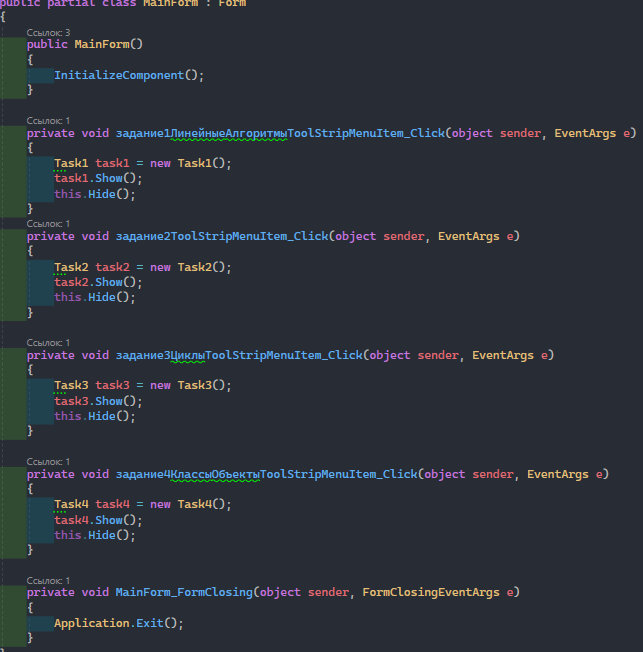 public partial class MainForm : Form
{
Ссылок: 3
public MainForm()
{
InitializeComponent();
}
Ссылок: 1
private void задание1ЛинейныеАлгоритмыToolStripMenuItem_Click(object sender, EventArgs e)
{
Task1 task1 = new Task1();
task1.Show();
this.Hide();
}
Ссылок: 1
private void задание2ToolStripMenuItem_Click(object sender, EventArgs e)
{
Task2 task2 = new Task2();
task2.Show();
this.Hide();
}
Ссылок: 1
private void задание3ЦиклыToolStripMenuItem_Click(object sender, EventArgs e)
{
Task3 task3 = new Task3();
task3.Show();
this.Hide();
}
Ссылок: 1
private void задание4КлассыОбъектыToolStripMenuItem_Click(object sender, EventArgs e)
{
Task4 task4 = new Task4();
task4.Show();
this.Hide();
}
Ссылок: 1
private void MainForm_FormClosing(object sender, FormClosingEventArgs e)
{
Application.Exit();
}
}